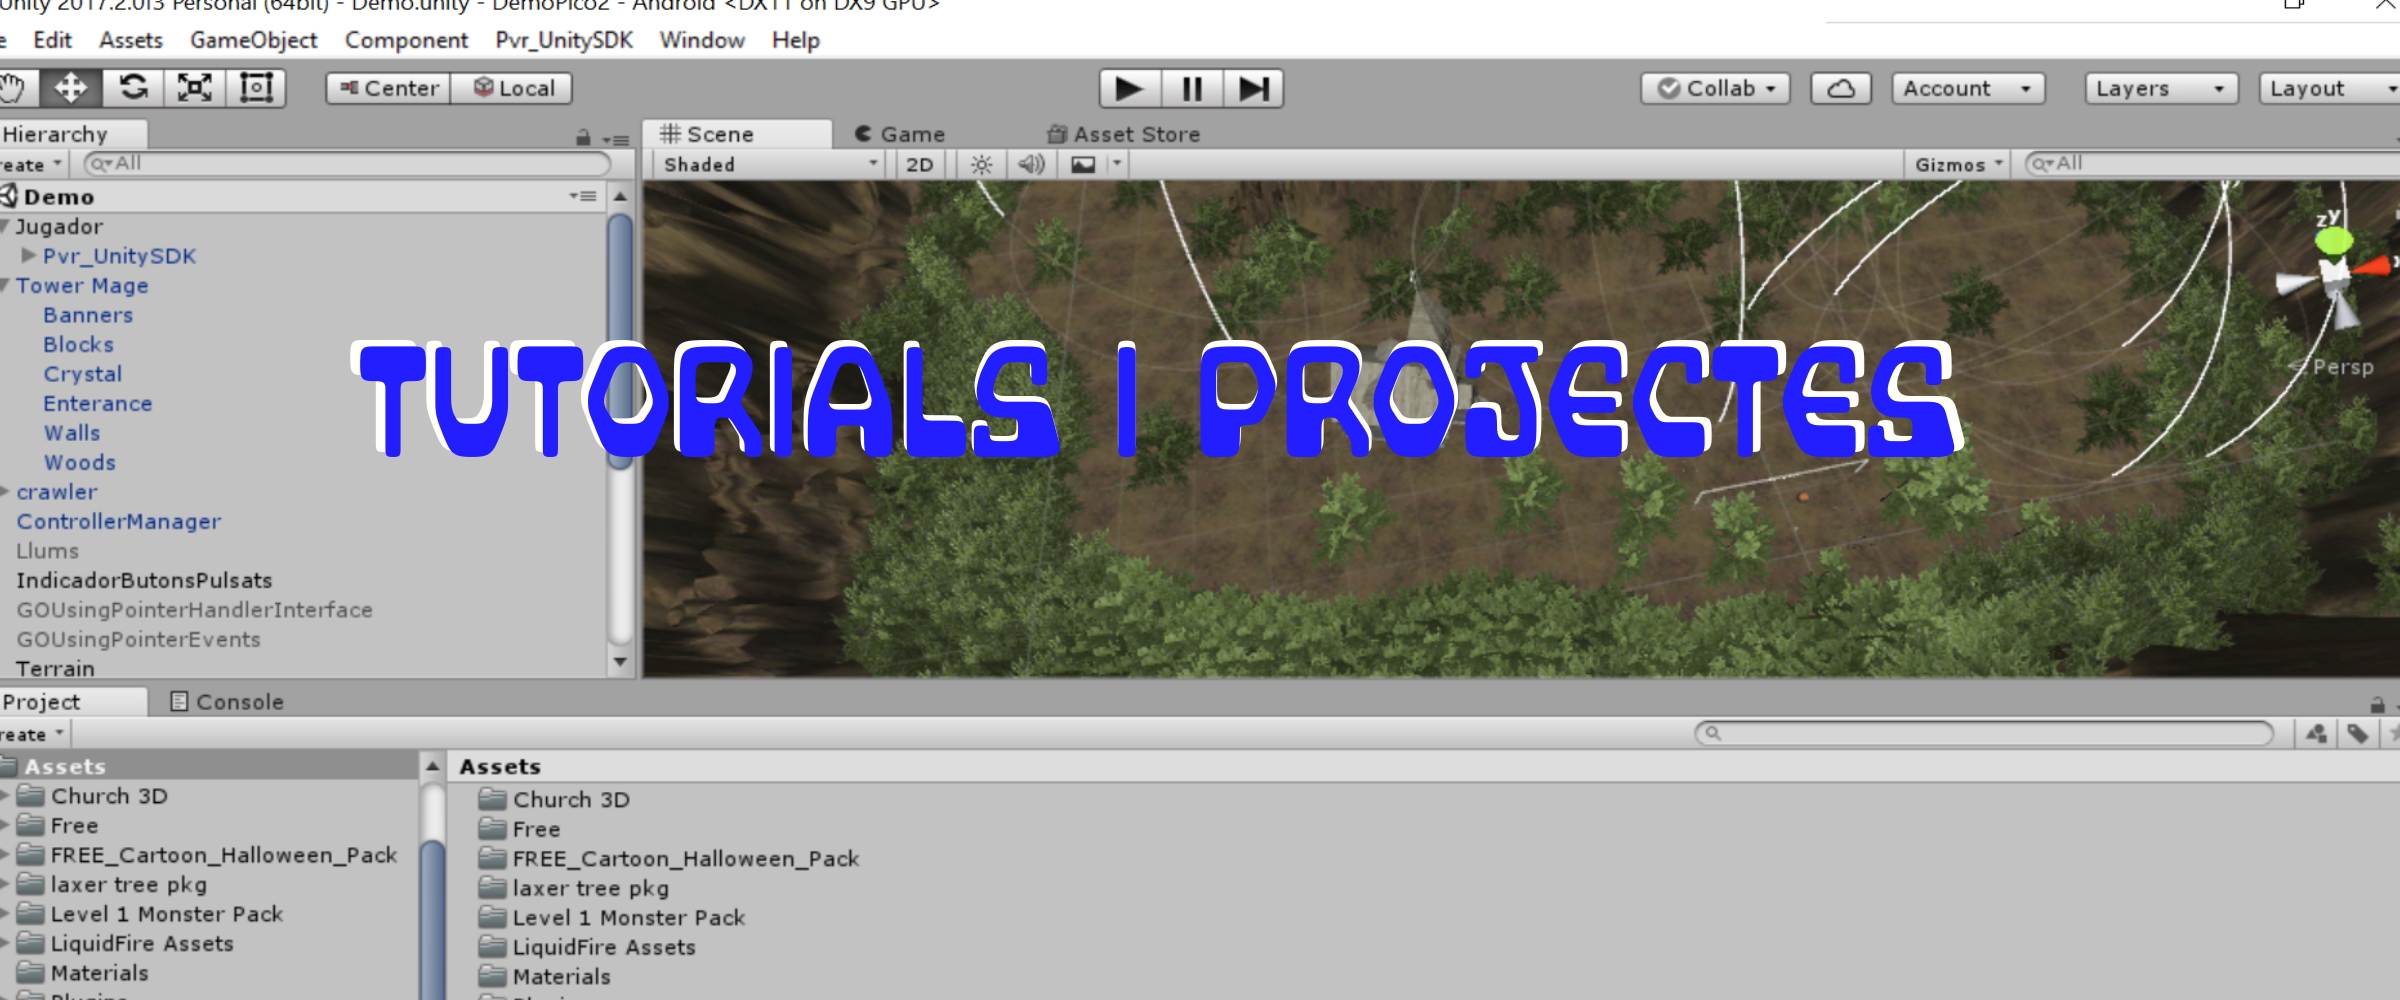 Unity 2017.2.0f3 Personal (64bit) - Demo.unity - DemoPico2 - Android <DX11 on DX9 GPU>
Edit Assets GameObject Component Pvr_UnitySDK Window Help
Center Local Collab Account Layers Layout
Hierarchy Scene Game Asset Store
reate All Shaded 2D Gizmos All
Demo
Jugador
Pvr_UnitySDK
Tower Mage
Banners
Blocks
Crystal
Enterance
Walls
Woods
crawler
ControllerManager
Llums
IndicadorButonsPulsats
GOUsingPointerHandlerInterface
GOUsingPointerEvents
Terrain
z y
Persp
TUTORIALS I PROJECTES
Project Console
reate
Assets
Church 3D
Free
FREE_Cartoon_Halloween_Pack
laxer tree pkg
Level 1 Monster Pack
LiquidFire Assets
Materials
Assets
Church 3D
Free
FREE_Cartoon_Halloween_Pack
laxer tree pkg
Level 1 Monster Pack
LiquidFire Assets
Materials